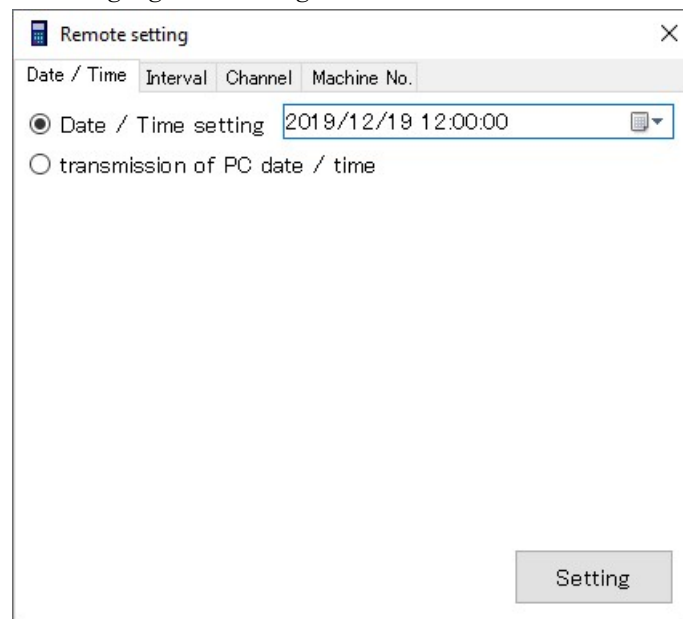 Remote setting
Date / Time Interval Channel Machine No.
Date / Time setting 2019/12/19 12:00:00
transmission of PC date / time
Setting